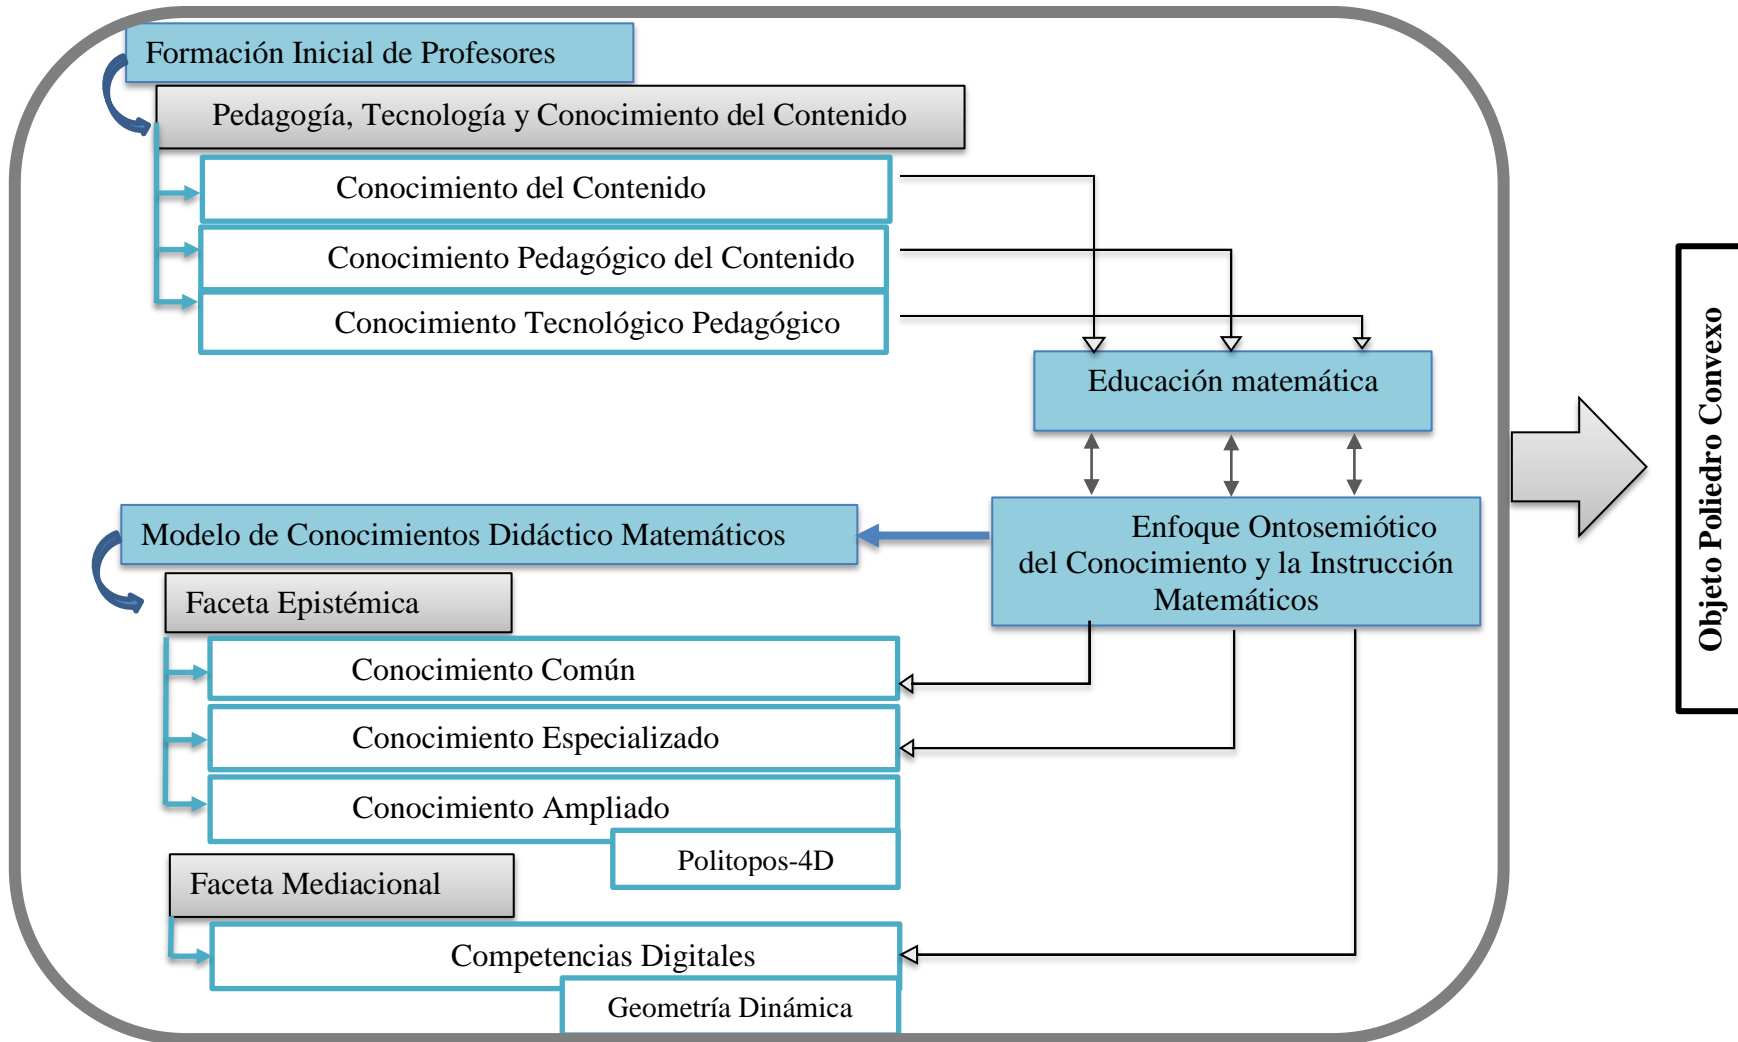 Formación Inicial de Profesores
Pedagogía, Tecnología y Conocimiento del Contenido
Conocimiento del Contenido
Conocimiento Pedagógico del Contenido
Conocimiento Tecnológico Pedagógico
Educación matemática
Enfoque Ontosemiótico
del Conocimiento y la Instrucción
Matemáticos
Modelo de Conocimientos Didáctico Matemáticos
Faceta Epistémica
Conocimiento Común
Conocimiento Especializado
Conocimiento Ampliado
Politopos-4D
Faceta Mediacional
Competencias Digitales
Geometría Dinámica
Objeto Poliedro Convexo